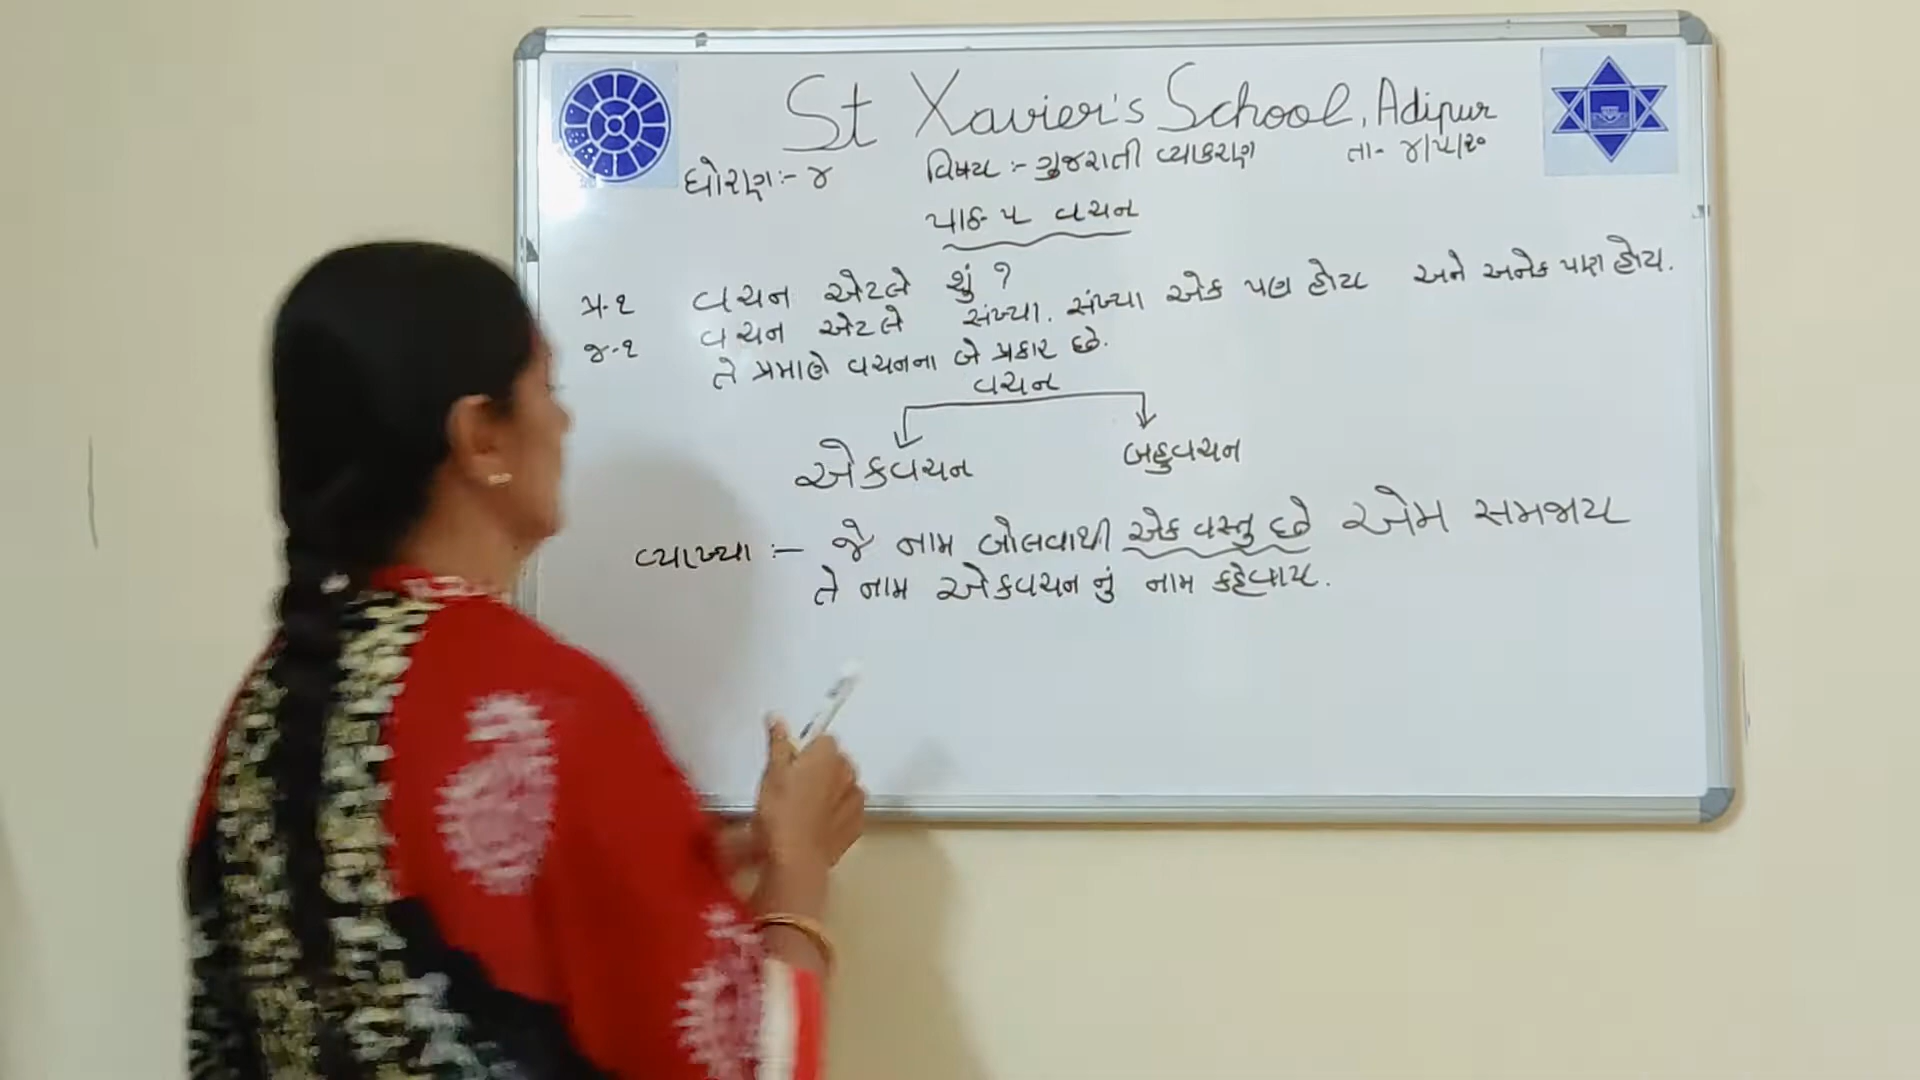 St Xavier's School, Adipur
ધોરણ:- ૪ વિષય :- ગુજરાતી વ્યાકરણ તા- ૪/૫/૨૦
પાઠ- ૫ વચન
પ્ર.૧ વચન એટલે શું ?
જ.૧ વચન એટલે સંખ્યા. સંખ્યા એક પણ હોય અને અનેક પણ હોય.
તે પ્રમાણે વચનના બે પ્રકાર છે.
વચન
એકવચન બહુવચન
વ્યાખ્યા :- જે નામ બોલવાથી એક વસ્તુ છે એમ સમજાય
તે નામ એકવચન નું નામ કહેવાય.